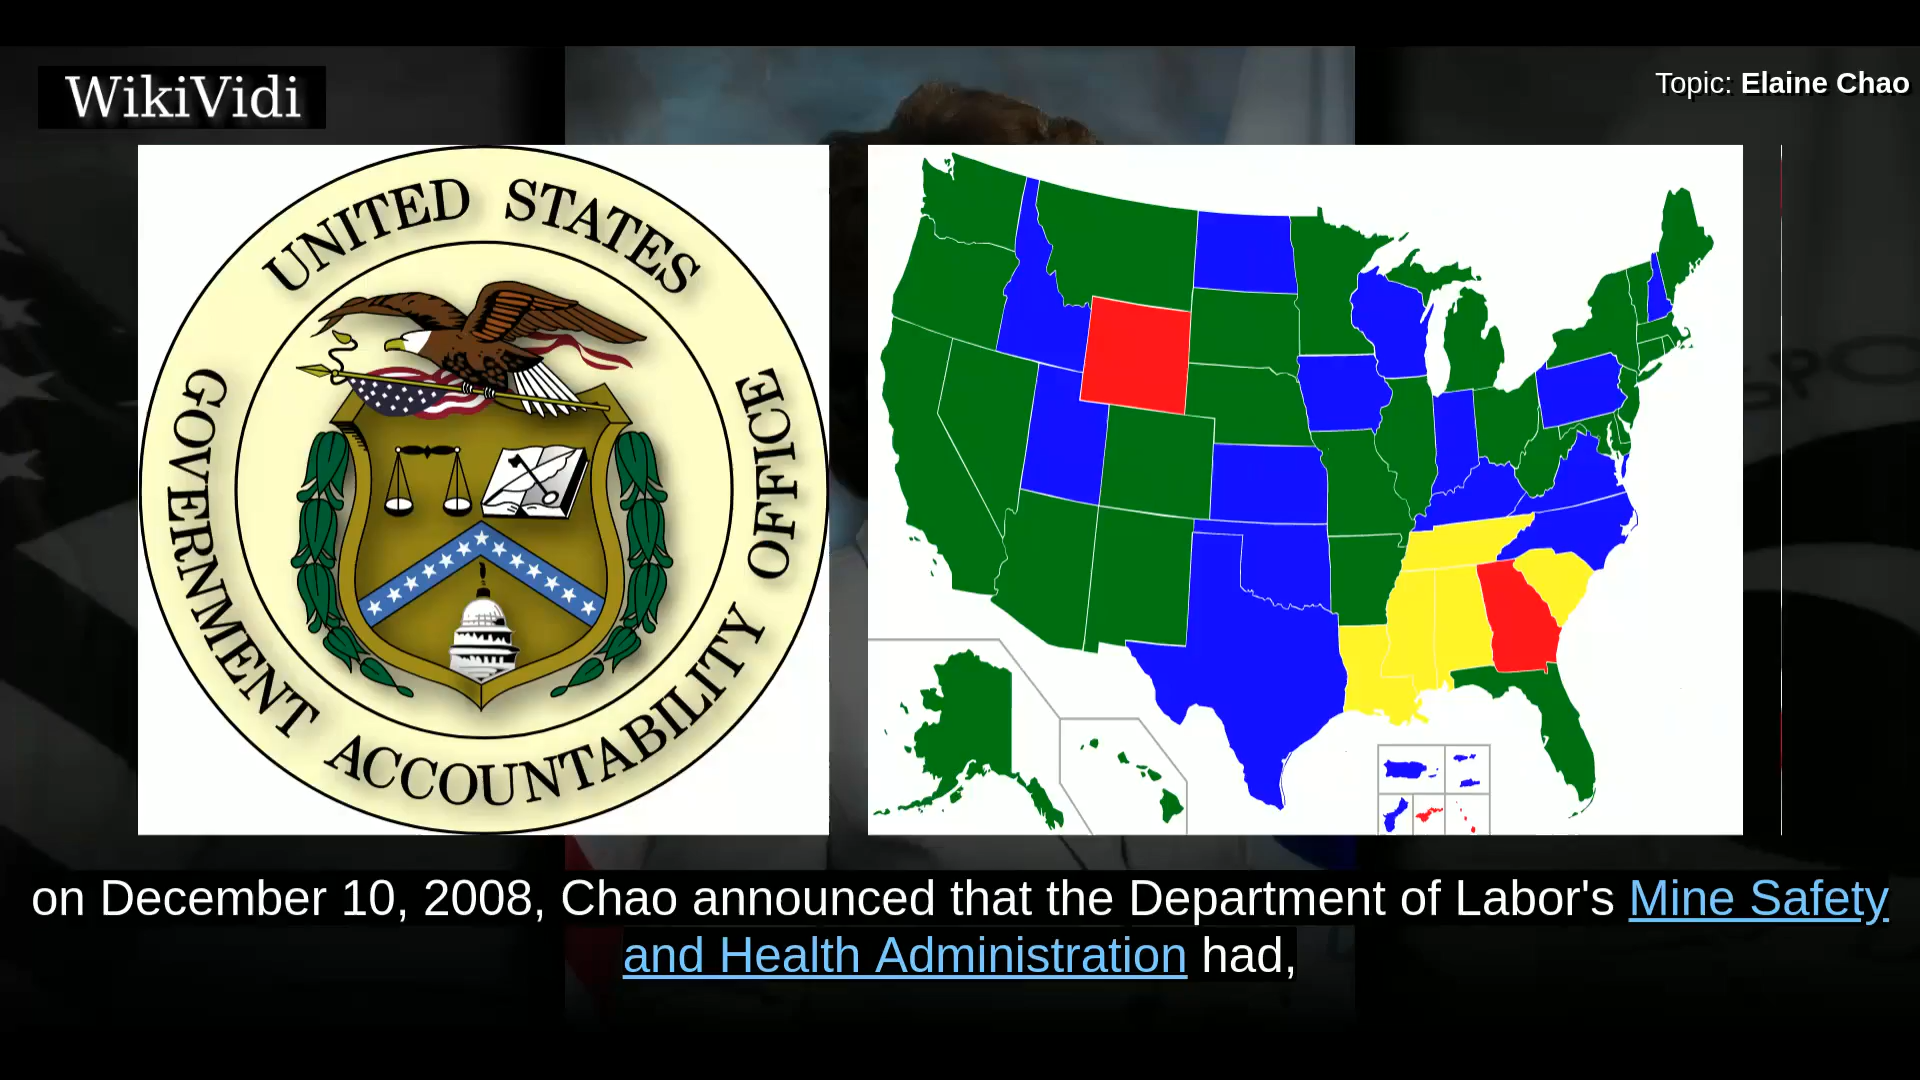 WikiVidi
Topic: Elaine Chao
UNITED STATES
GOVERNMENT ACCOUNTABILITY OFFICE
on December 10, 2008, Chao announced that the Department of Labor's Mine Safety
and Health Administration had,